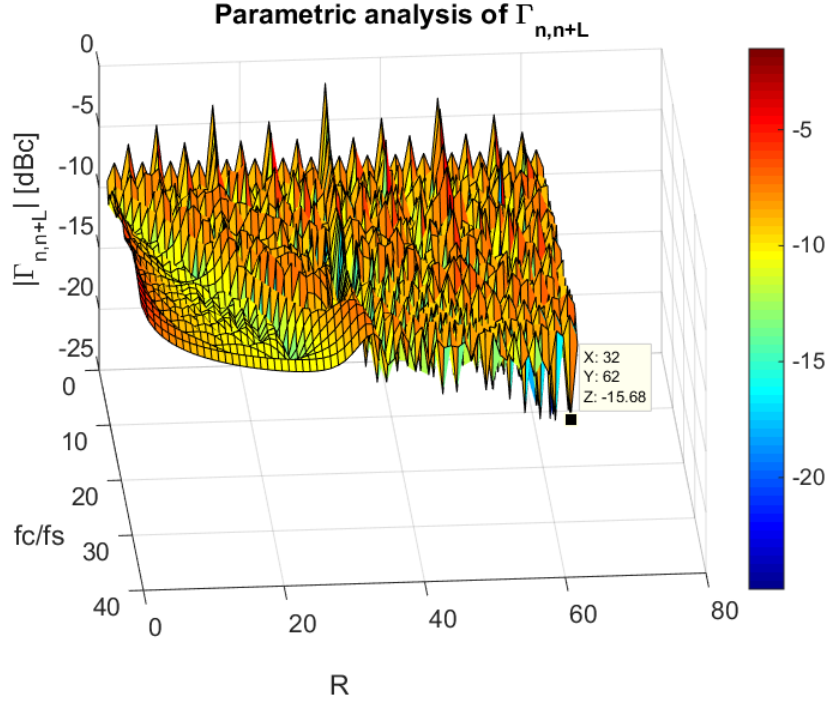 Parametric analysis of Γn,n+L
0
-5
-10
-15
-20
-25
|Γn,n+L| [dBc]
0
10
20
30
40
fc/fs
0
20
40
60
80
R
X: 32
Y: 62
Z: -15.68
-5
-10
-15
-20